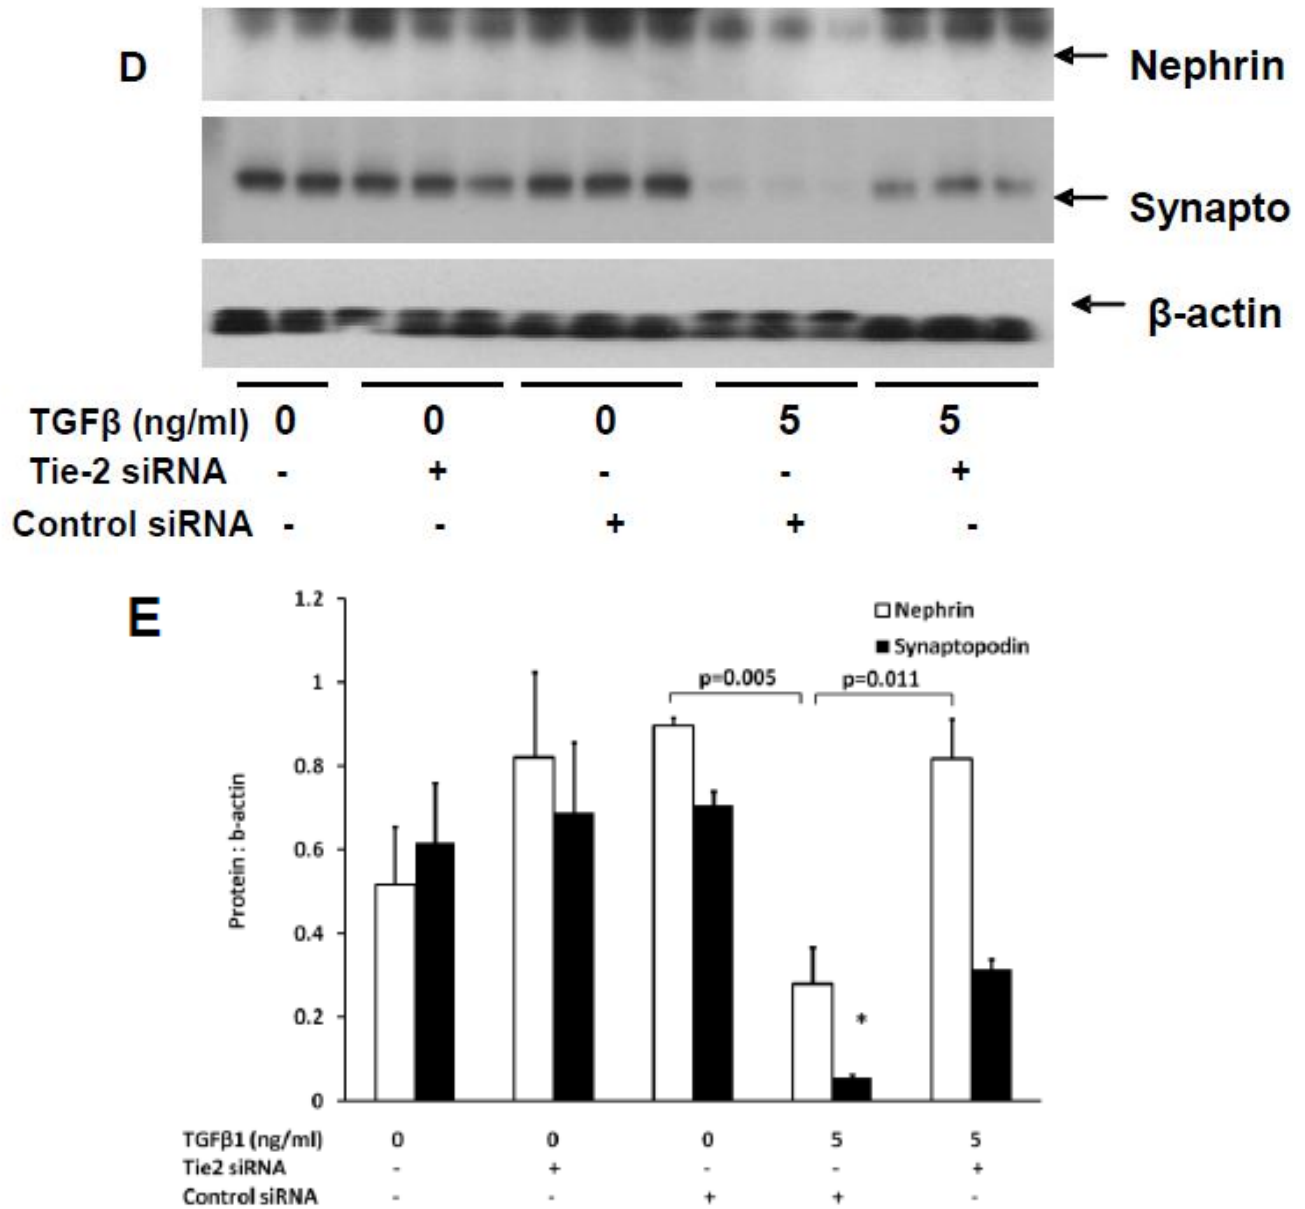 D
Nephrin
Synapto
β-actin
TGFβ (ng/ml) 0 0 0 5 5
Tie-2 siRNA - + - - +
Control siRNA - - + + -
E
Nephrin
Synaptopodin
p=0.005 p=0.011
1.2
1
0.8
0.6
0.4
0.2
0
Protein : b-actin
*
TGFβ1 (ng/ml) 0 0 0 5 5
Tie2 siRNA - + - - +
Control siRNA - - + + -